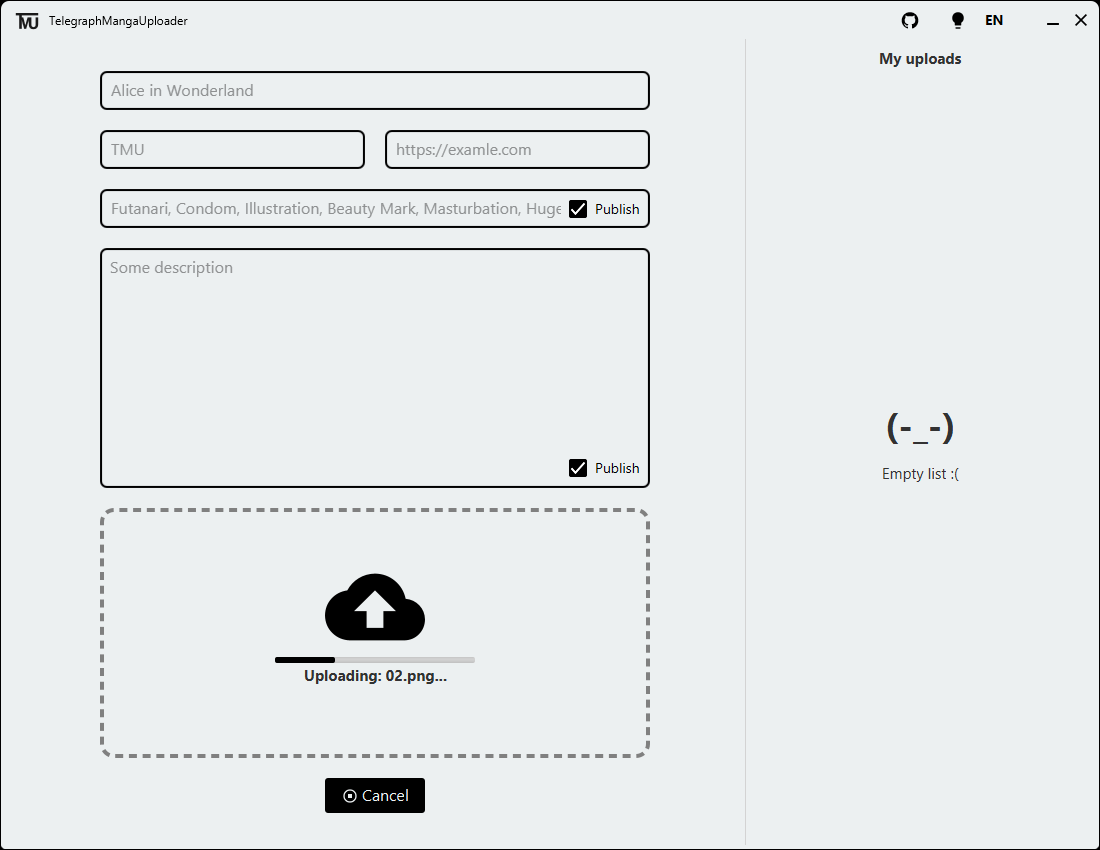 TMU TelegraphMangaUploader
EN
My uploads
Alice in Wonderland
TMU
https://examle.com
Futanari, Condom, Illustration, Beauty Mark, Masturbation, Huge
Publish
Some description
Publish
(-_-)
Empty list :(
Uploading: 02.png...
Cancel